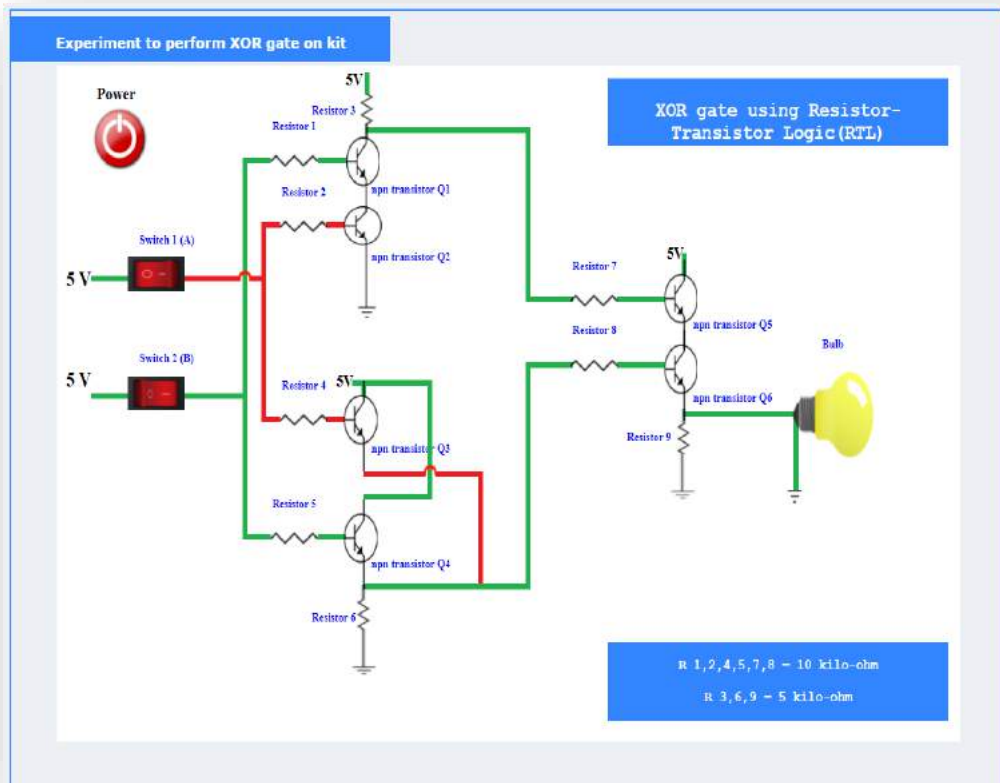 Experiment to perform XOR gate on kit
Power
5V
Resistor 3
Resistor 1
XOR gate using Resistor-
Transistor Logic(RTL)
npn transistor Q1
Resistor 2
Switch 1 (A)
npn transistor Q2
5 V
5V
Resistor 7
npn transistor Q5
Resistor 8
Bulb
Switch 2 (B)
5 V
Resistor 4
5V
npn transistor Q6
Resistor 9
npn transistor Q3
Resistor 5
npn transistor Q4
Resistor 6
R 1,2,4,5,7,8 - 10 kilo-ohm
R 3,6,9 - 5 kilo-ohm